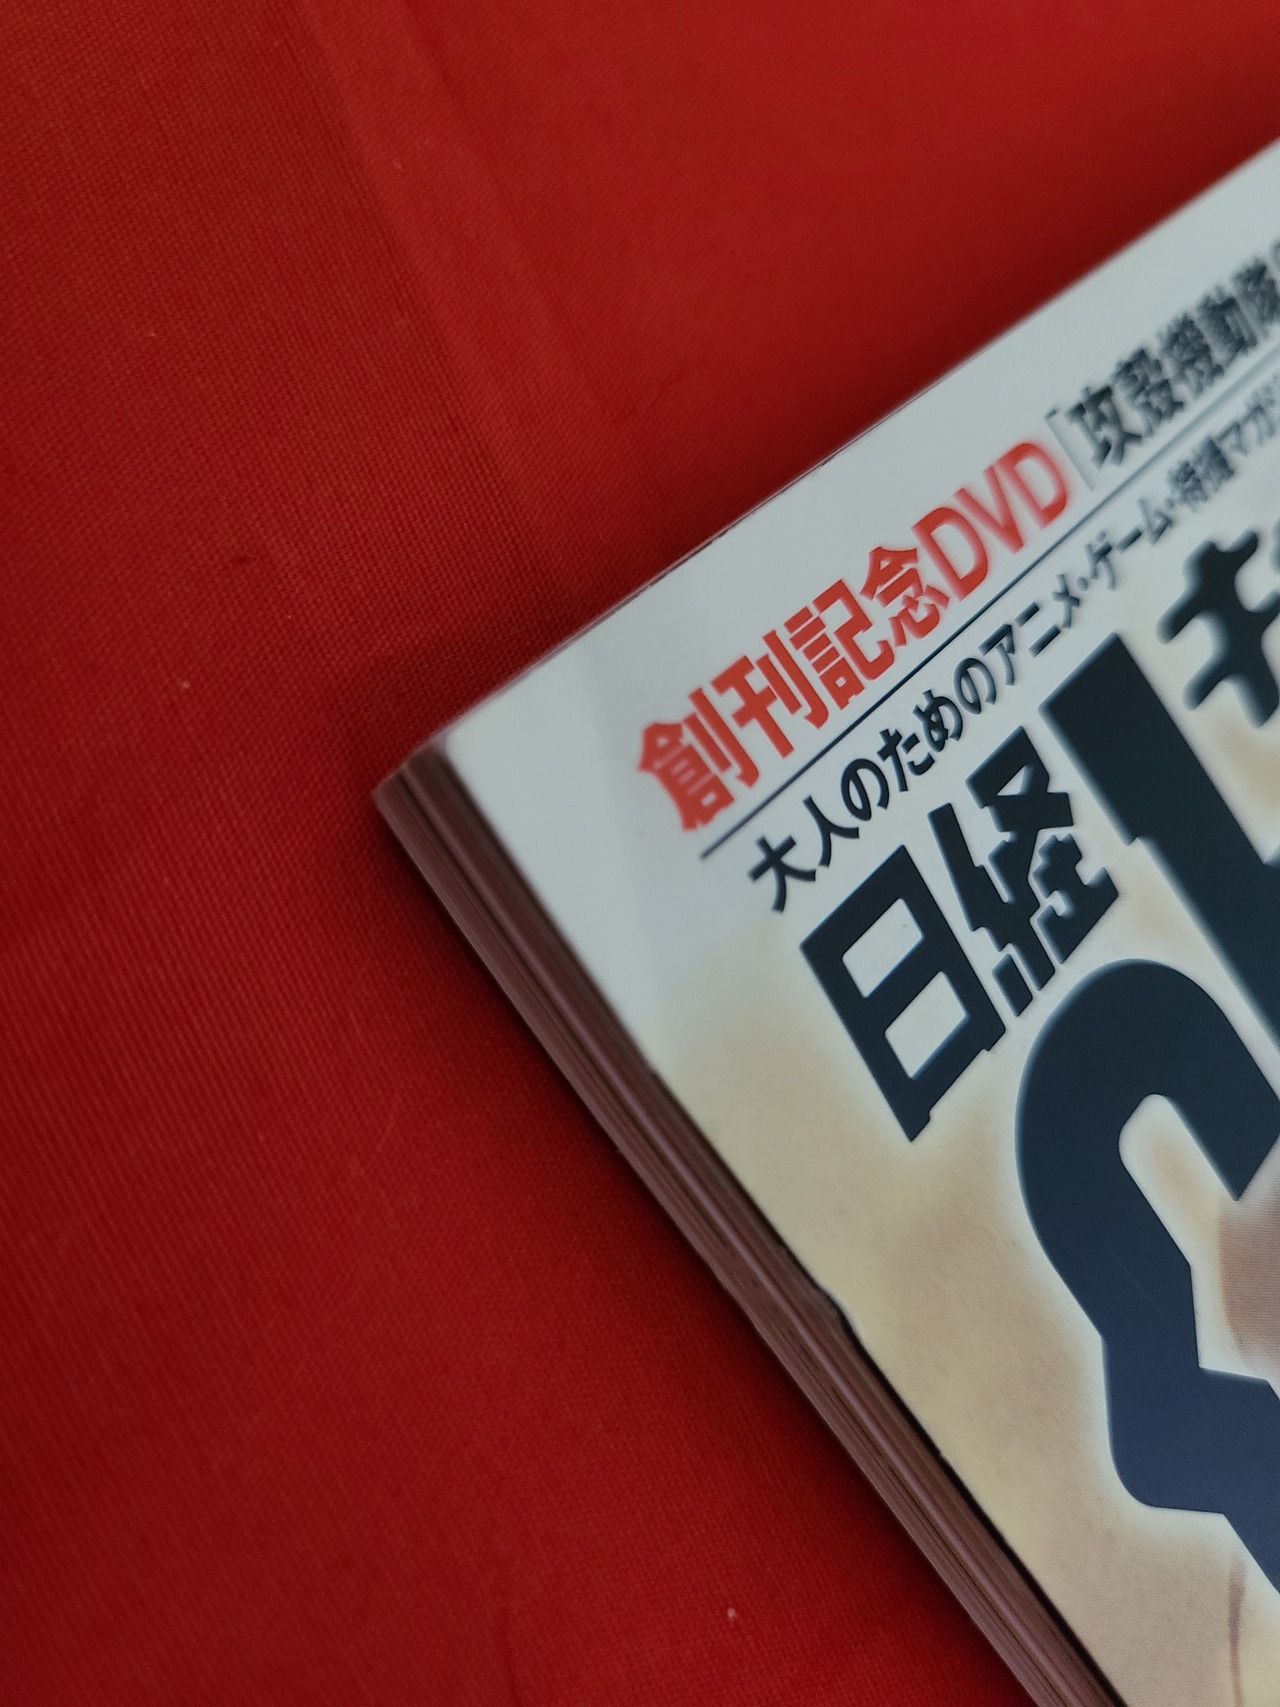 創刊記念DVD「攻殻機動隊
大人のためのアニメ・ゲーム・特撮マガ
日経